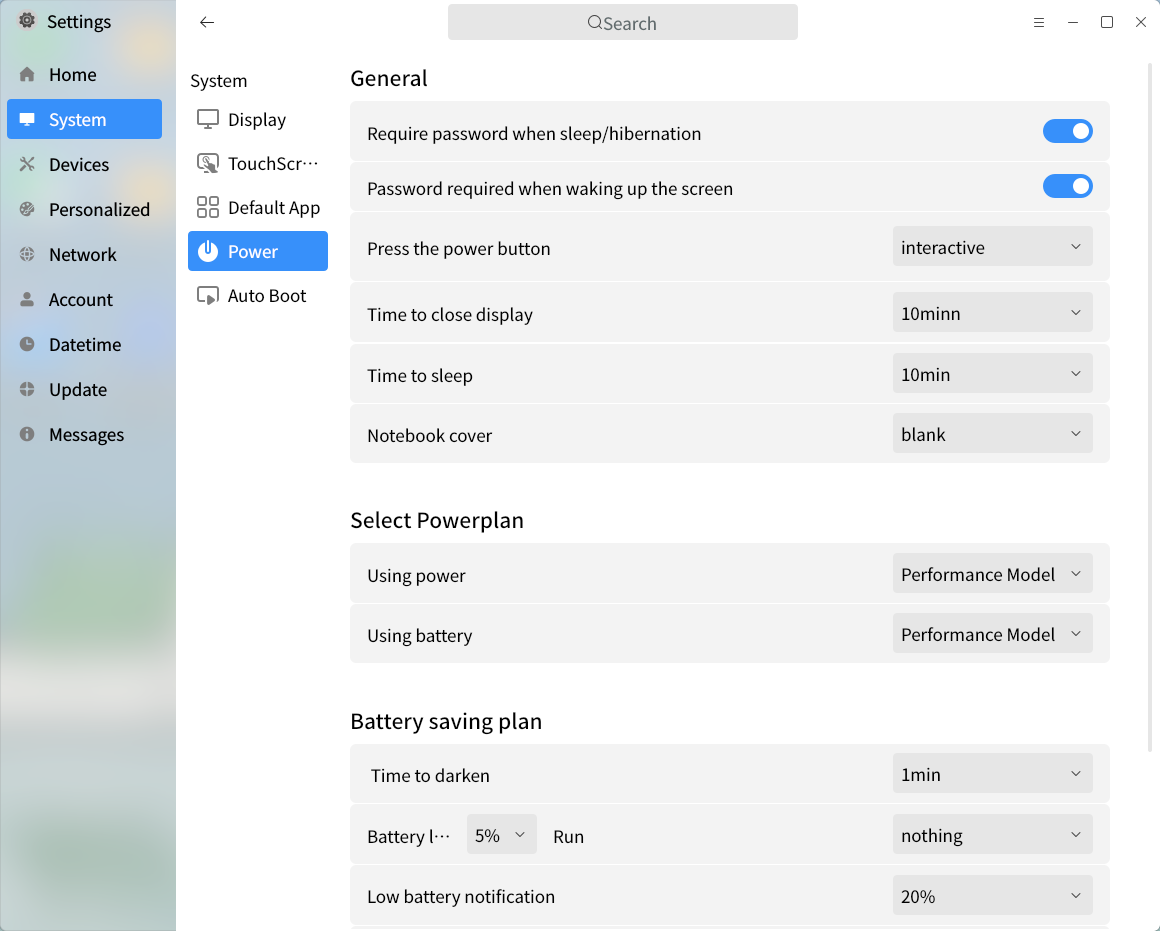 Settings
Search
Home
System
Devices
Personalized
Network
Account
Datetime
Update
Messages
System
Display
TouchScr···
Default App
Power
Auto Boot
General
Require password when sleep/hibernation
Password required when waking up the screen
Press the power button interactive
Time to close display 10minn
Time to sleep 10min
Notebook cover blank
Select Powerplan
Using power Performance Model
Using battery Performance Model
Battery saving plan
Time to darken 1min
Battery l··· 5% Run nothing
Low battery notification 20%